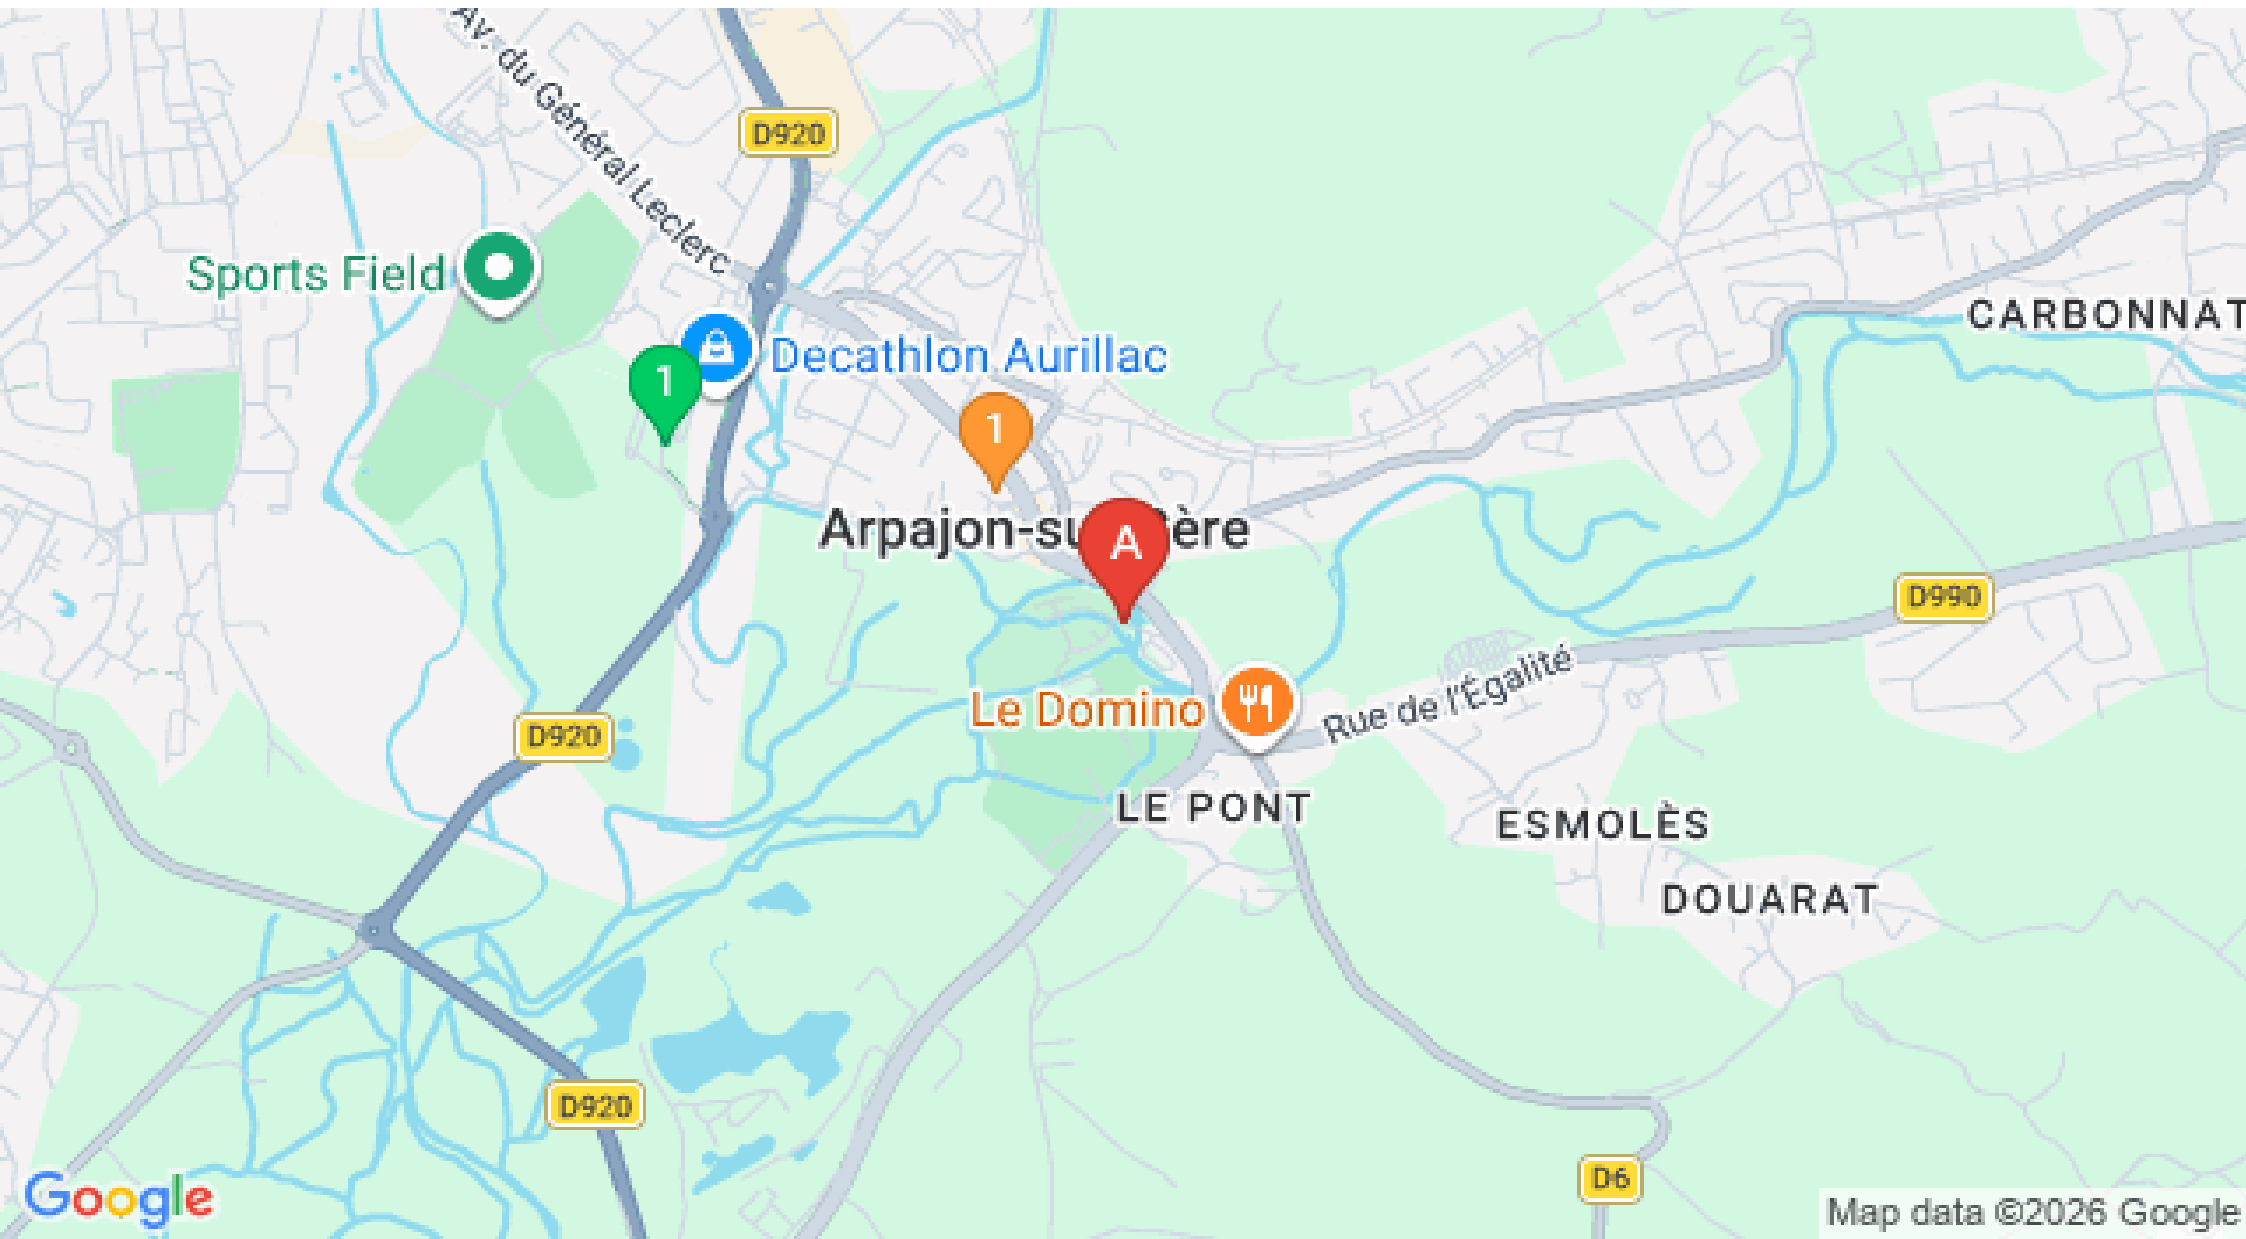 Av. du Général Leclerc
D920
Sports Field
CARBONNAT
Decathlon Aurillac
1
1
Arpajon-su ère
A
D990
Rue de l'Égalité
Le Domino
D920
LE PONT
ESMOLÈS
DOUARAT
D920
D6
Google
Map data ©2026 Google